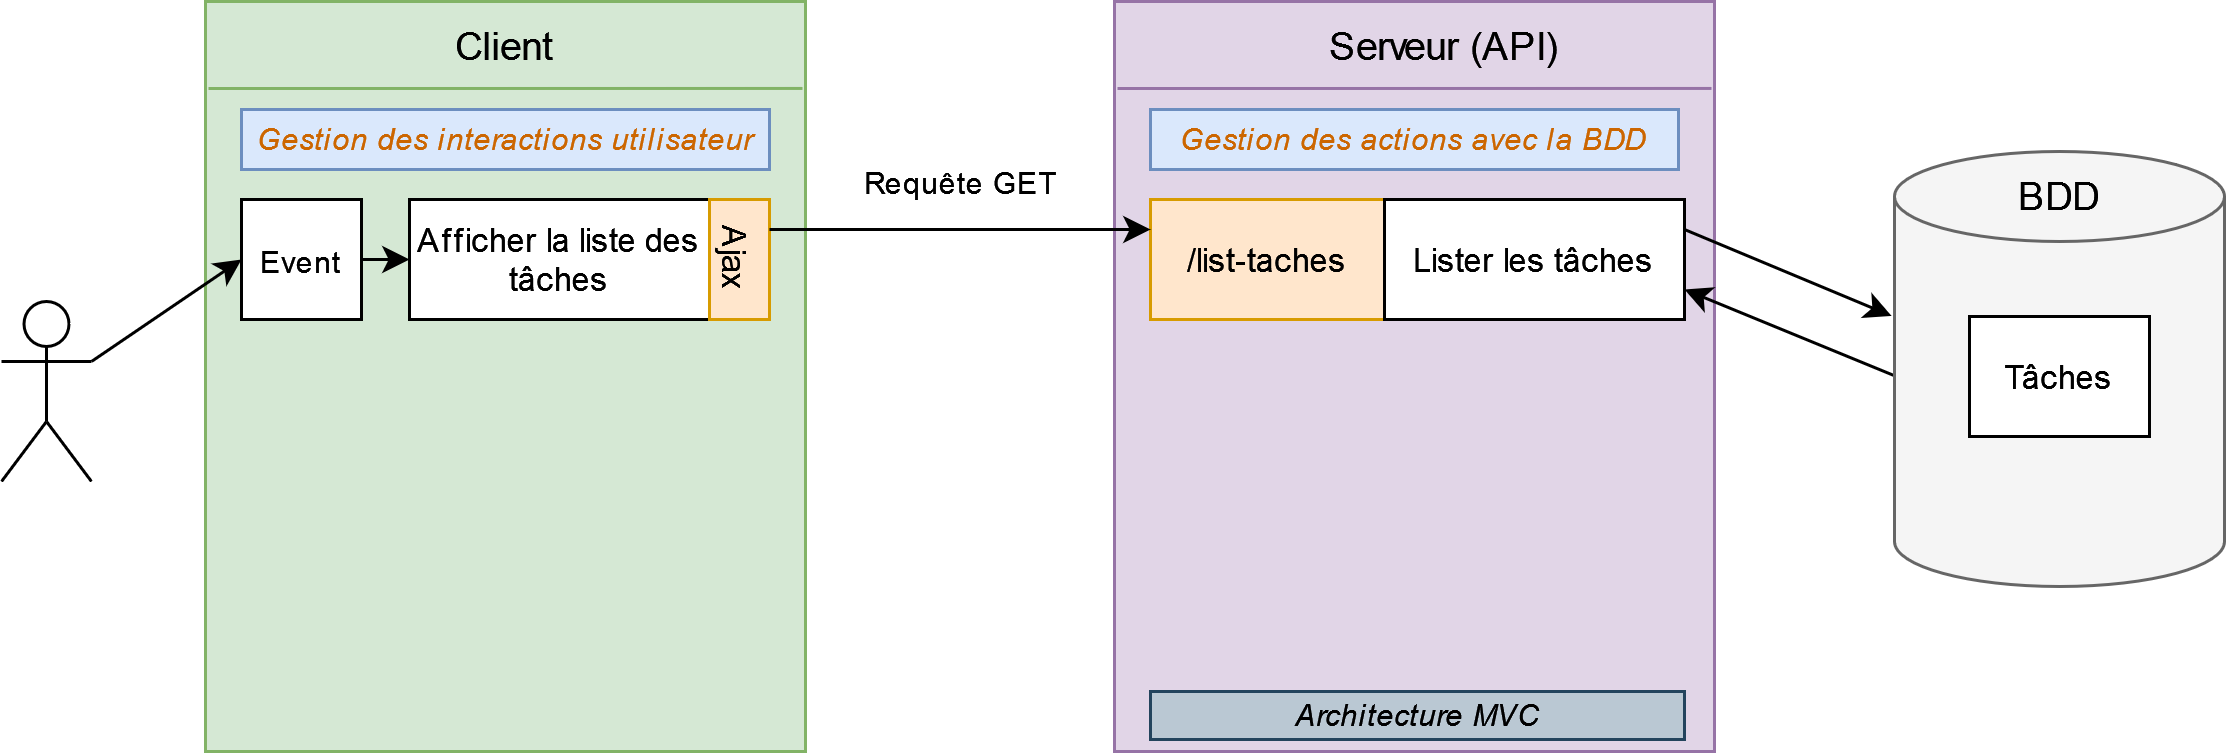 Client
Serveur (API)
Gestion des interactions utilisateur
Gestion des actions avec la BDD
Requête GET
BDD
Event
Afficher la liste des
tâches
Ajax
/list-taches
Lister les tâches
Tâches
Architecture MVC